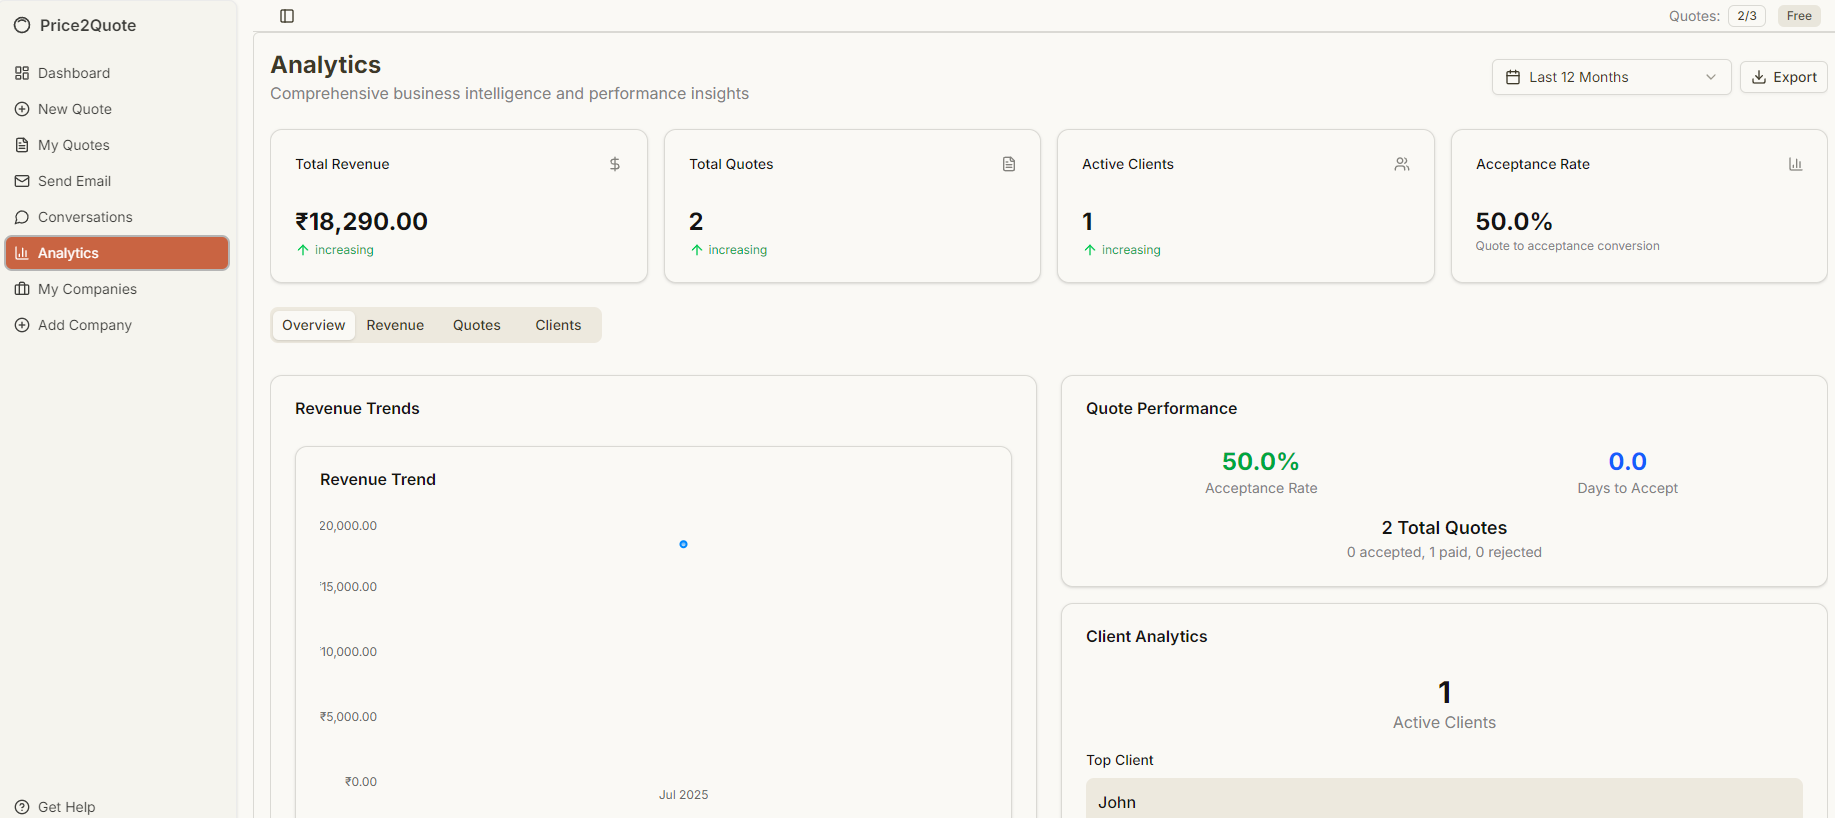 Price2Quote
Dashboard
New Quote
My Quotes
Send Email
Conversations
Analytics
My Companies
Add Company
Get Help
Quotes: 2/3 Free
Analytics
Comprehensive business intelligence and performance insights
Last 12 Months
Export
Total Revenue
₹18,290.00
increasing
Total Quotes
2
increasing
Active Clients
1
increasing
Acceptance Rate
50.0%
Quote to acceptance conversion
Overview Revenue Quotes Clients
Revenue Trends
Revenue Trend
20,000.00
15,000.00
10,000.00
₹5,000.00
₹0.00
Jul 2025
Quote Performance
50.0%
Acceptance Rate
0.0
Days to Accept
2 Total Quotes
0 accepted, 1 paid, 0 rejected
Client Analytics
1
Active Clients
Top Client
John